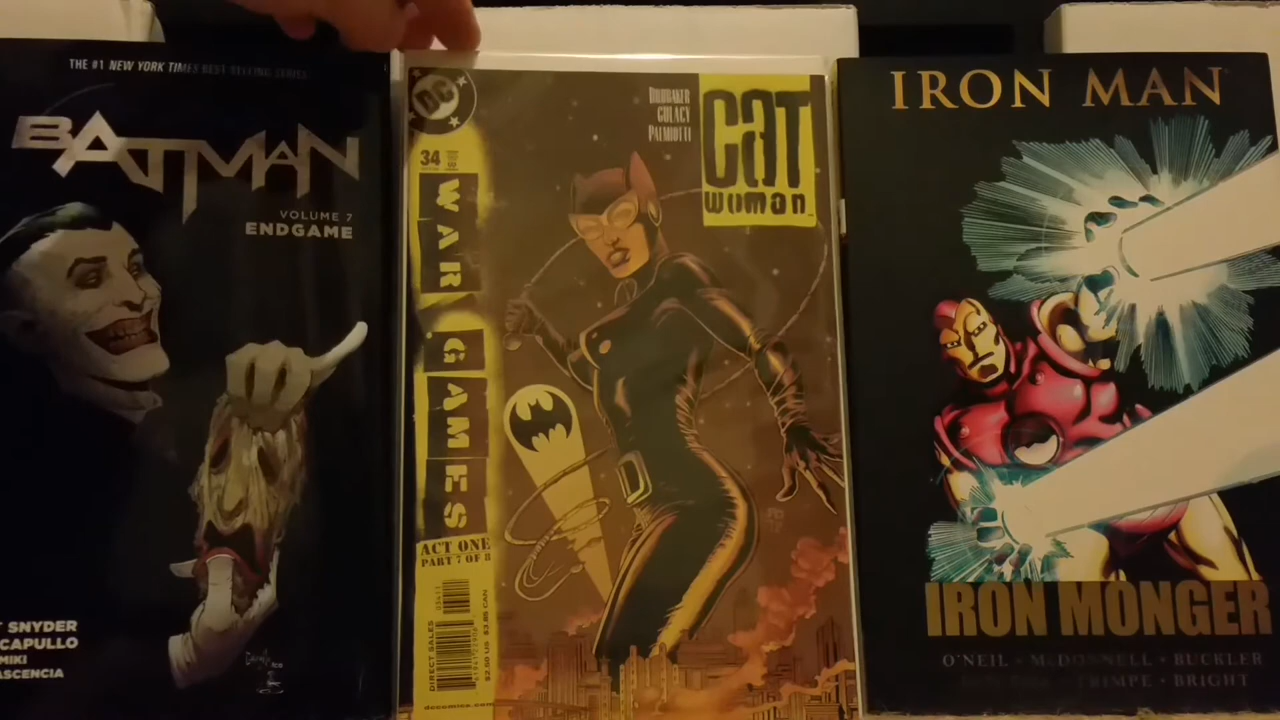 THE #1 NEW YORK TIMES BEST-SELLING SERIES
BATMAN
VOLUME 7
ENDGAME
SNYDER
CAPULLO
MIKI
ASCENCIA
DC
34
WAR GAMES
ACT ONE
PART 7 OF 8
DIRECT SALES
$2.50 US $3.85 CAN
dccomics.com
BRUBAKER
GULACY
PALMIOTTI
CAT
WOMAN
IRON MAN
IRON MONGER
O'NEIL • McDONNELL • BUCKLER
TRIMPE • BRIGHT